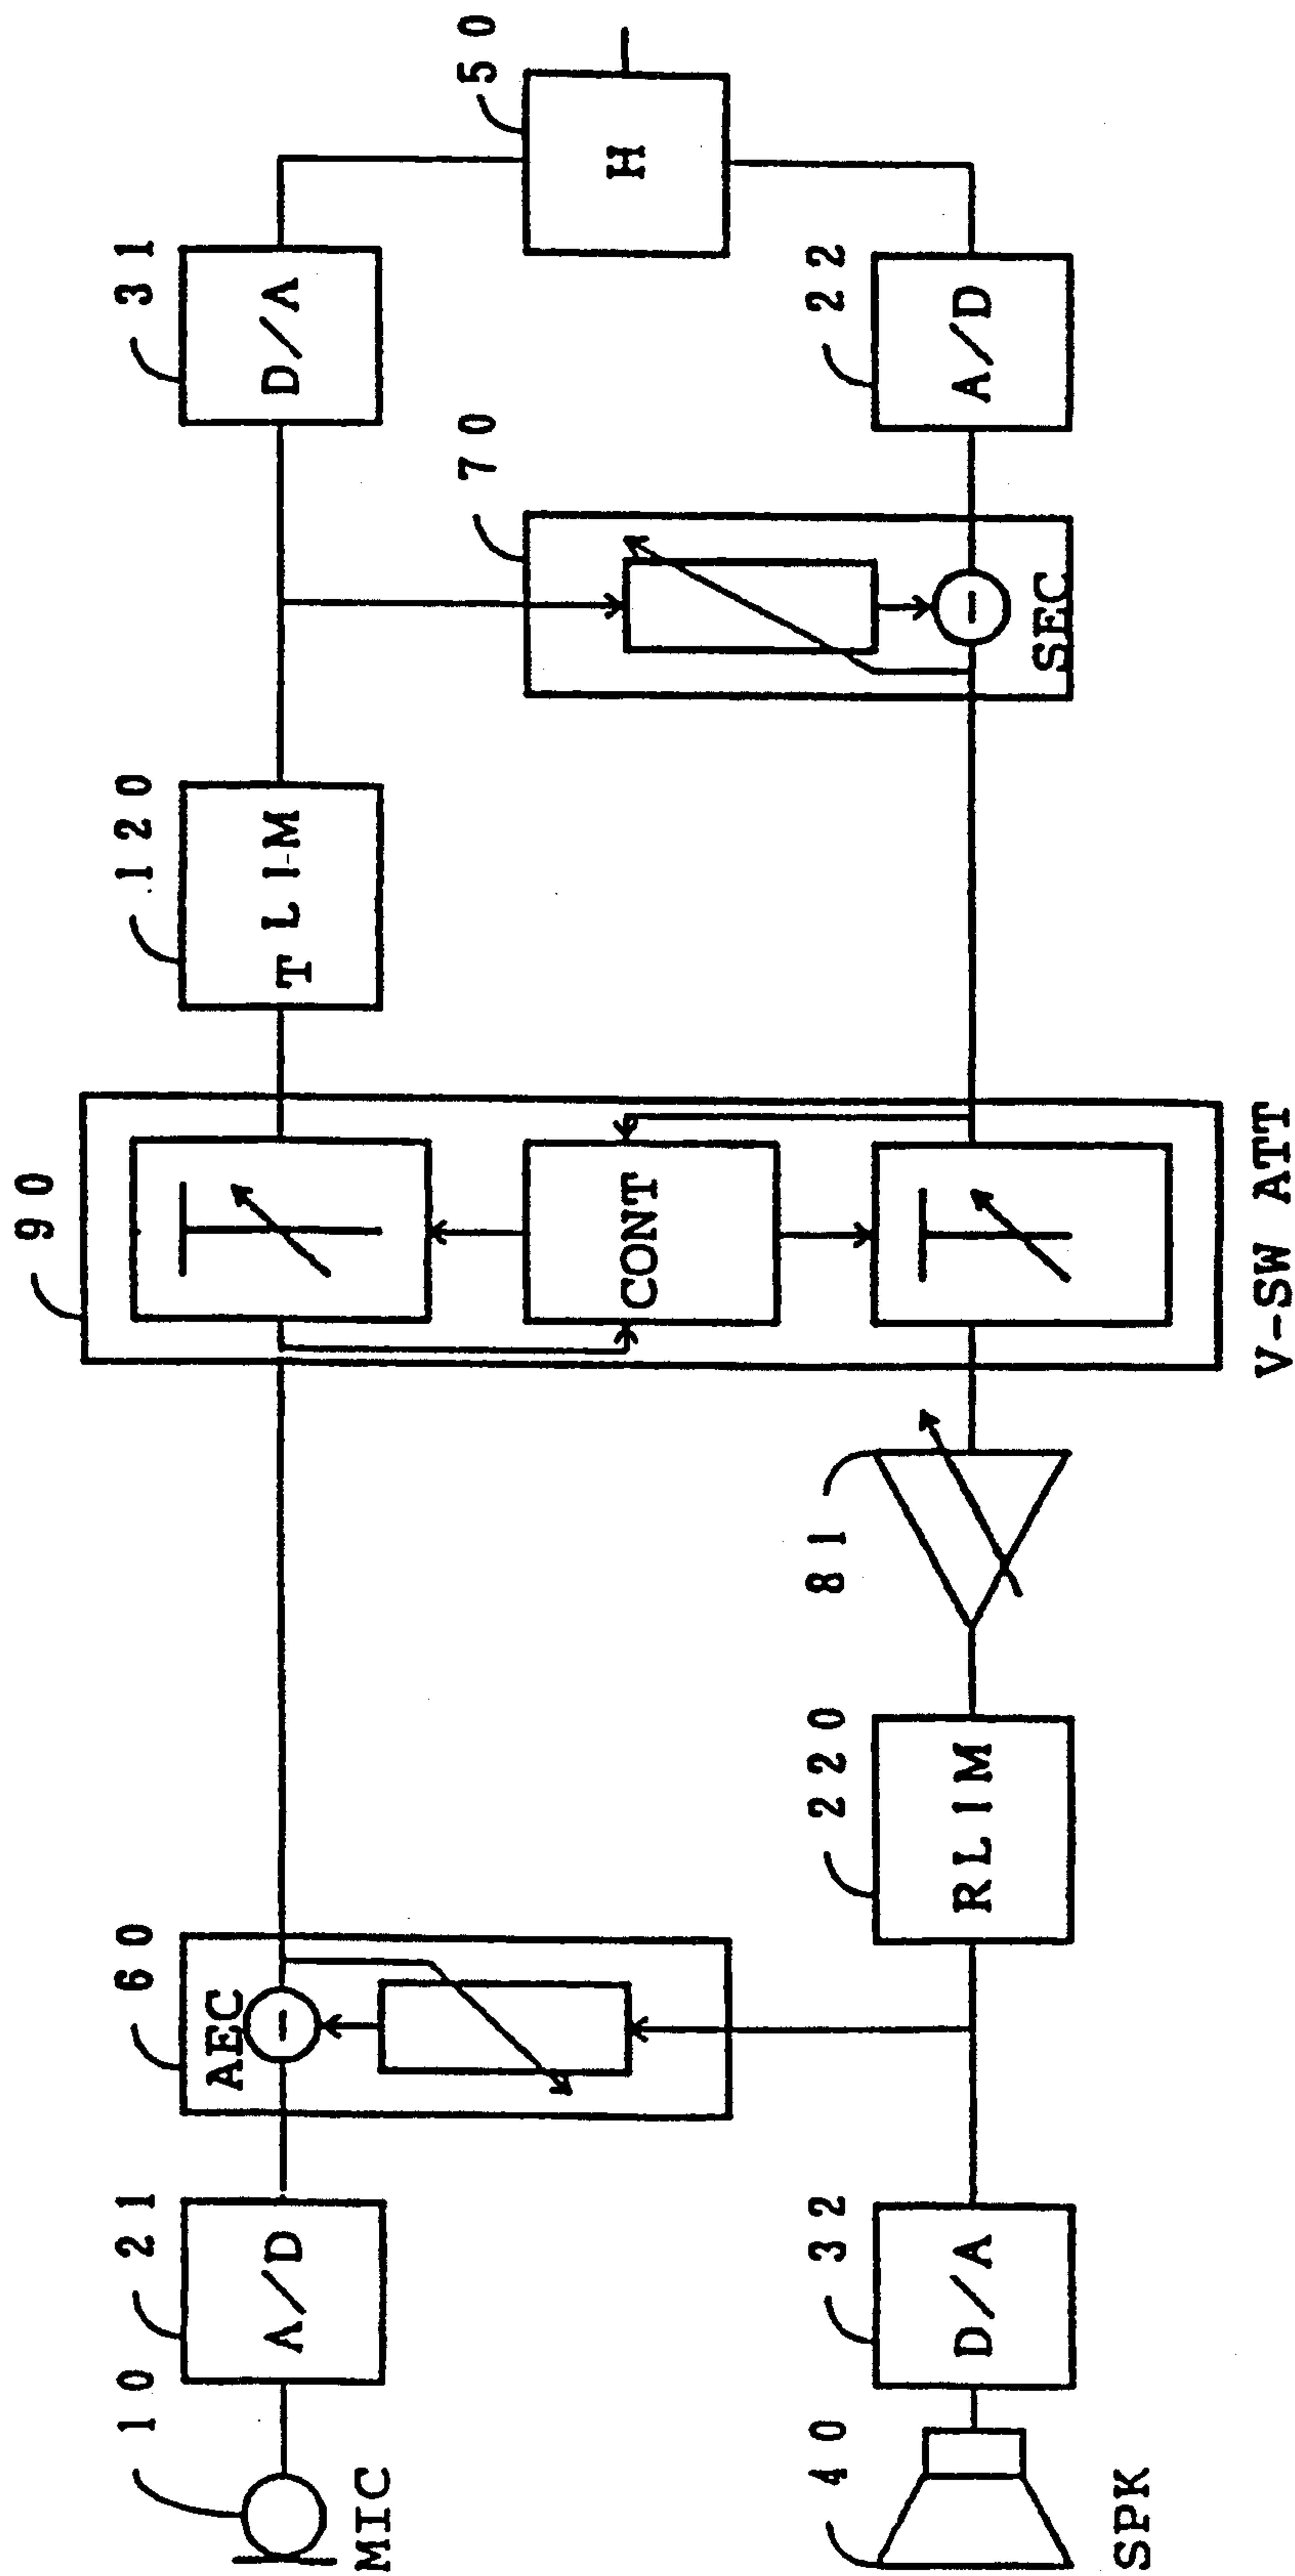 90
10
21
60
120
31
AEC
A/D
TLIM
D/A
MIC
70
50
CONT
H
40
32
220
81
22
D/A
RLIM
A/D
SEC
SPK
V-SW ATT